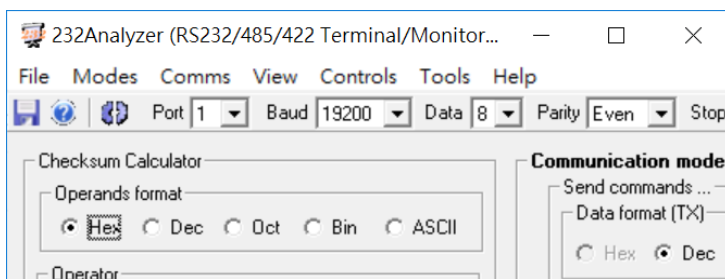 232Analyzer (RS232/485/422 Terminal/Monitor...
File Modes Comms View Controls Tools Help
Port 1 Baud 19200 Data 8 Parity Even Stop
Checksum Calculator
Communication mode
Operands format
Send commands ...
Data format (TX)
Hex Dec Oct Bin ASCII
Hex Dec
Operator